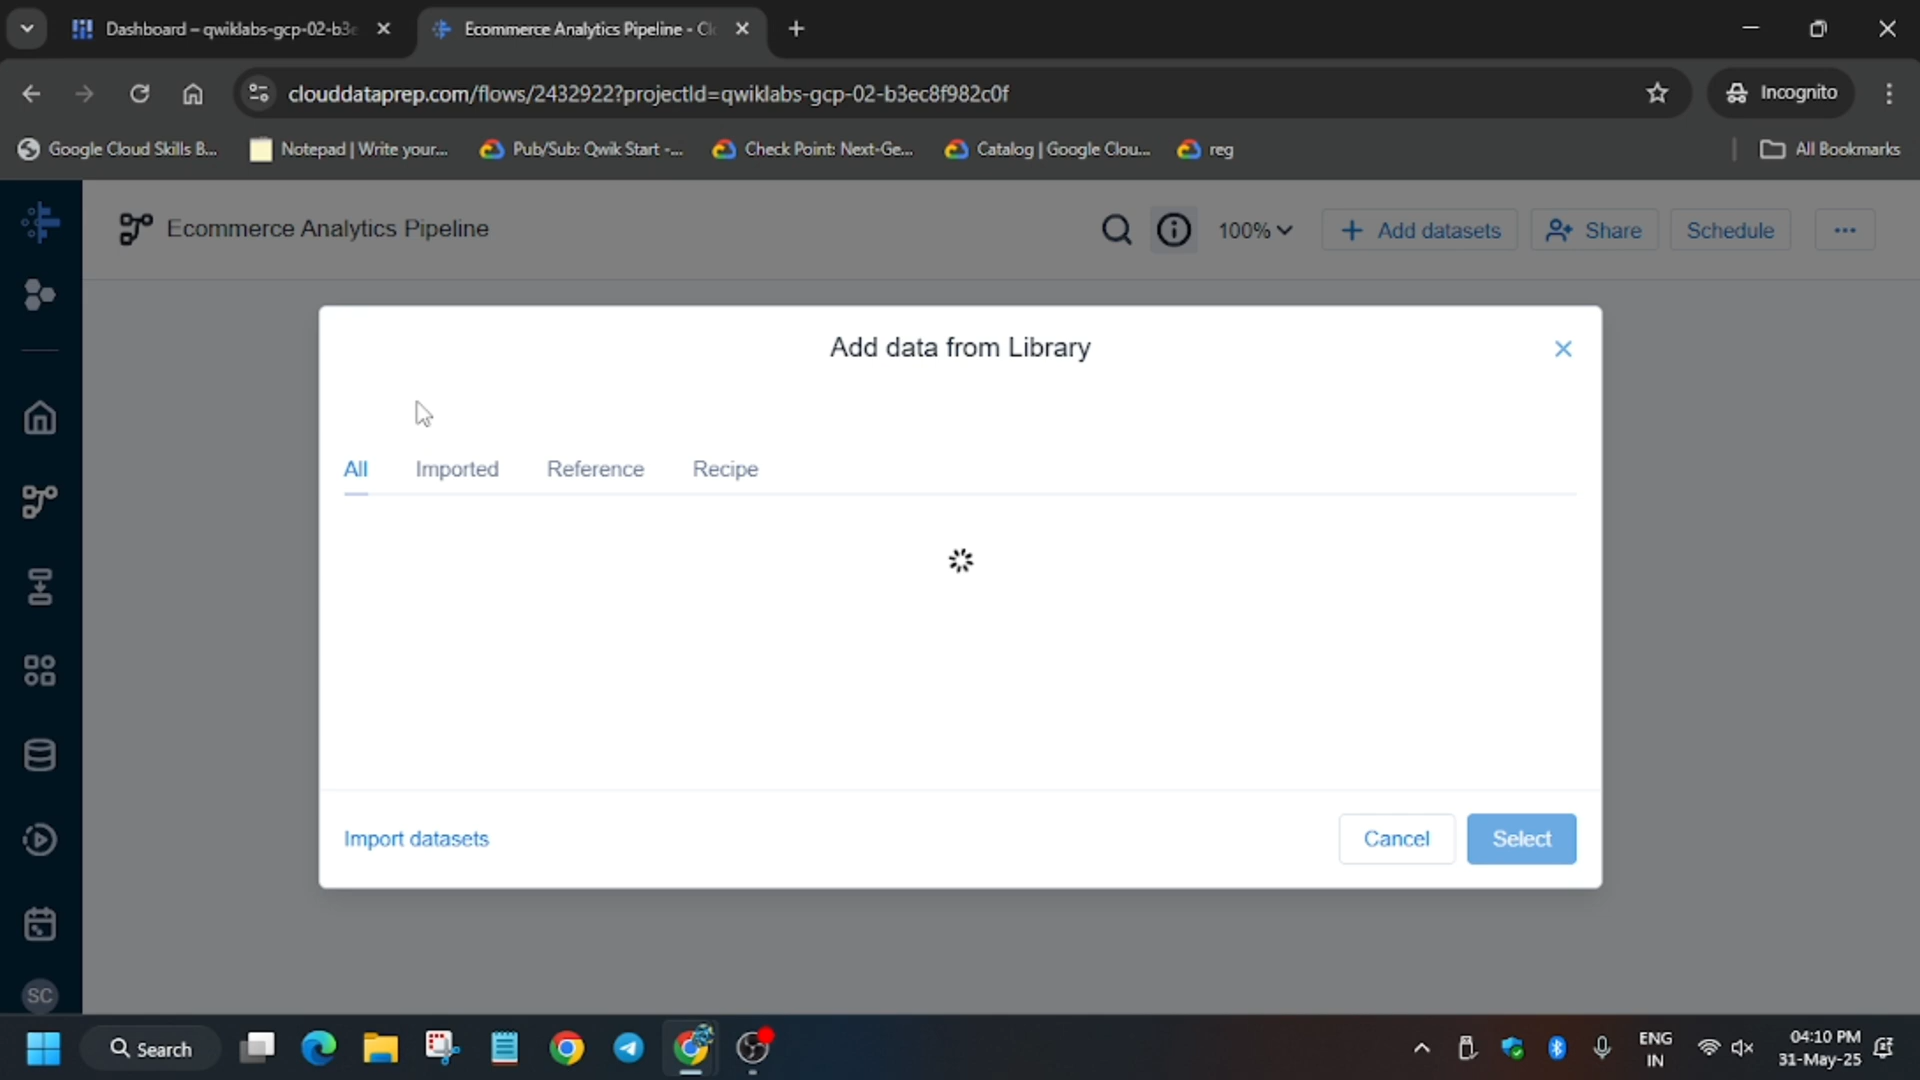 Dashboard – qwiklabs-gcp-02-b3e
Ecommerce Analytics Pipeline - Cl
clouddataprep.com/flows/2432922?projectId=qwiklabs-gcp-02-b3ec8f982c0f
Incognito
Google Cloud Skills B...
Notepad | Write your...
Pub/Sub: Qwik Start -...
Check Point: Next-Ge...
Catalog | Google Clou...
reg
All Bookmarks
Ecommerce Analytics Pipeline
100%
Add datasets
Share
Schedule
Add data from Library
All
Imported
Reference
Recipe
Import datasets
Cancel
Select
SC
Search
ENG
IN
04:10 PM
31-May-25